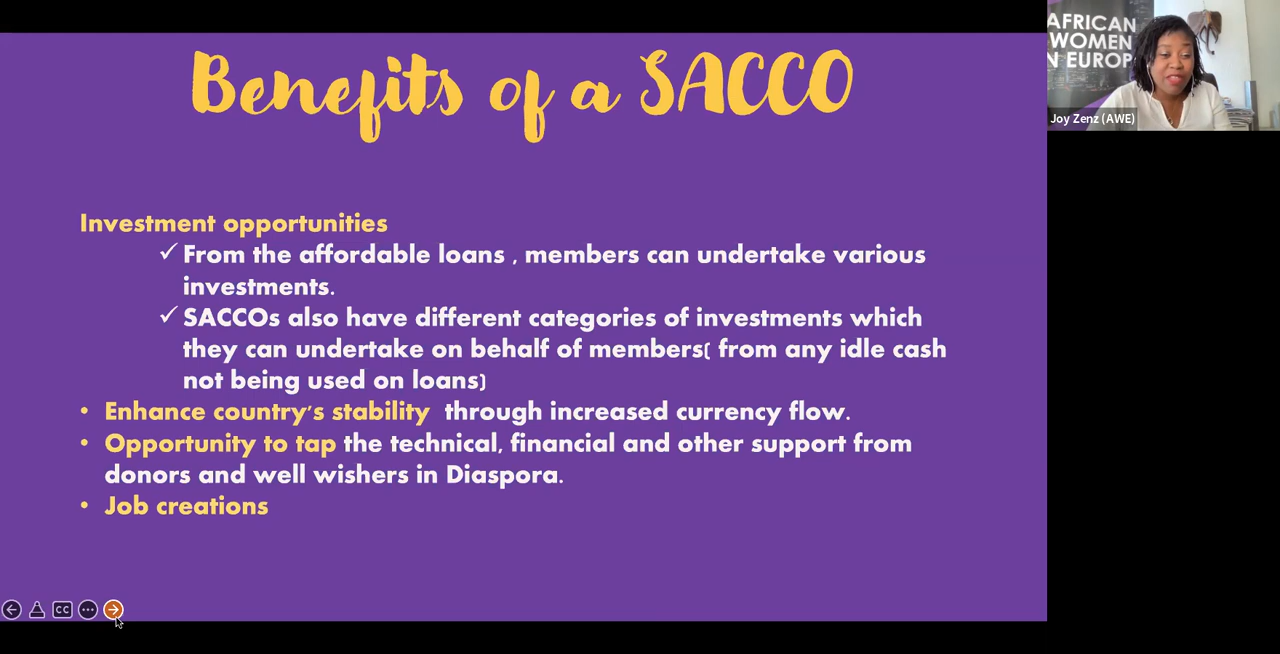 Benefits of a SACCO
Investment opportunities
✓ From the affordable loans , members can undertake various
investments.
✓ SACCOs also have different categories of investments which
they can undertake on behalf of members( from any idle cash
not being used on loans)
• Enhance country's stability through increased currency flow.
• Opportunity to tap the technical, financial and other support from
donors and well wishers in Diaspora.
• Job creations
CC
AFRICAN
WOMEN
N EUROP
Joy Zenz (AWE)